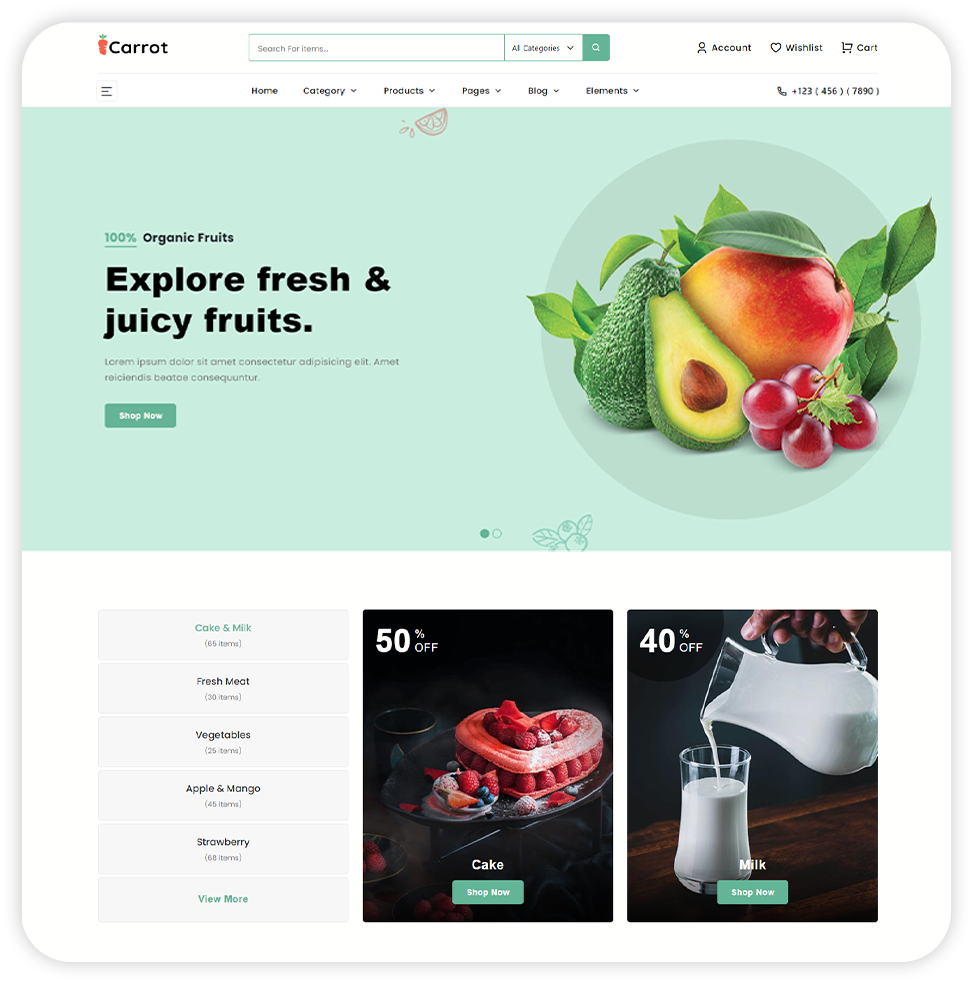 Carrot
Search For items...
All Categories
Account
Wishlist
Cart
Home
Category
Products
Pages
Blog
Elements
+123 ( 456 ) ( 7890 )
100% Organic Fruits
Explore fresh &
juicy fruits.
Lorem ipsum dolor sit amet consectetur adipisicing elit. Amet
reiciendis beatae consequuntur.
Shop Now
Cake & Milk
(65 items)
Fresh Meat
(30 items)
Vegetables
(25 items)
Apple & Mango
(45 items)
Strawberry
(68 items)
View More
50 % OFF
Cake
Shop Now
40 % OFF
Milk
Shop Now